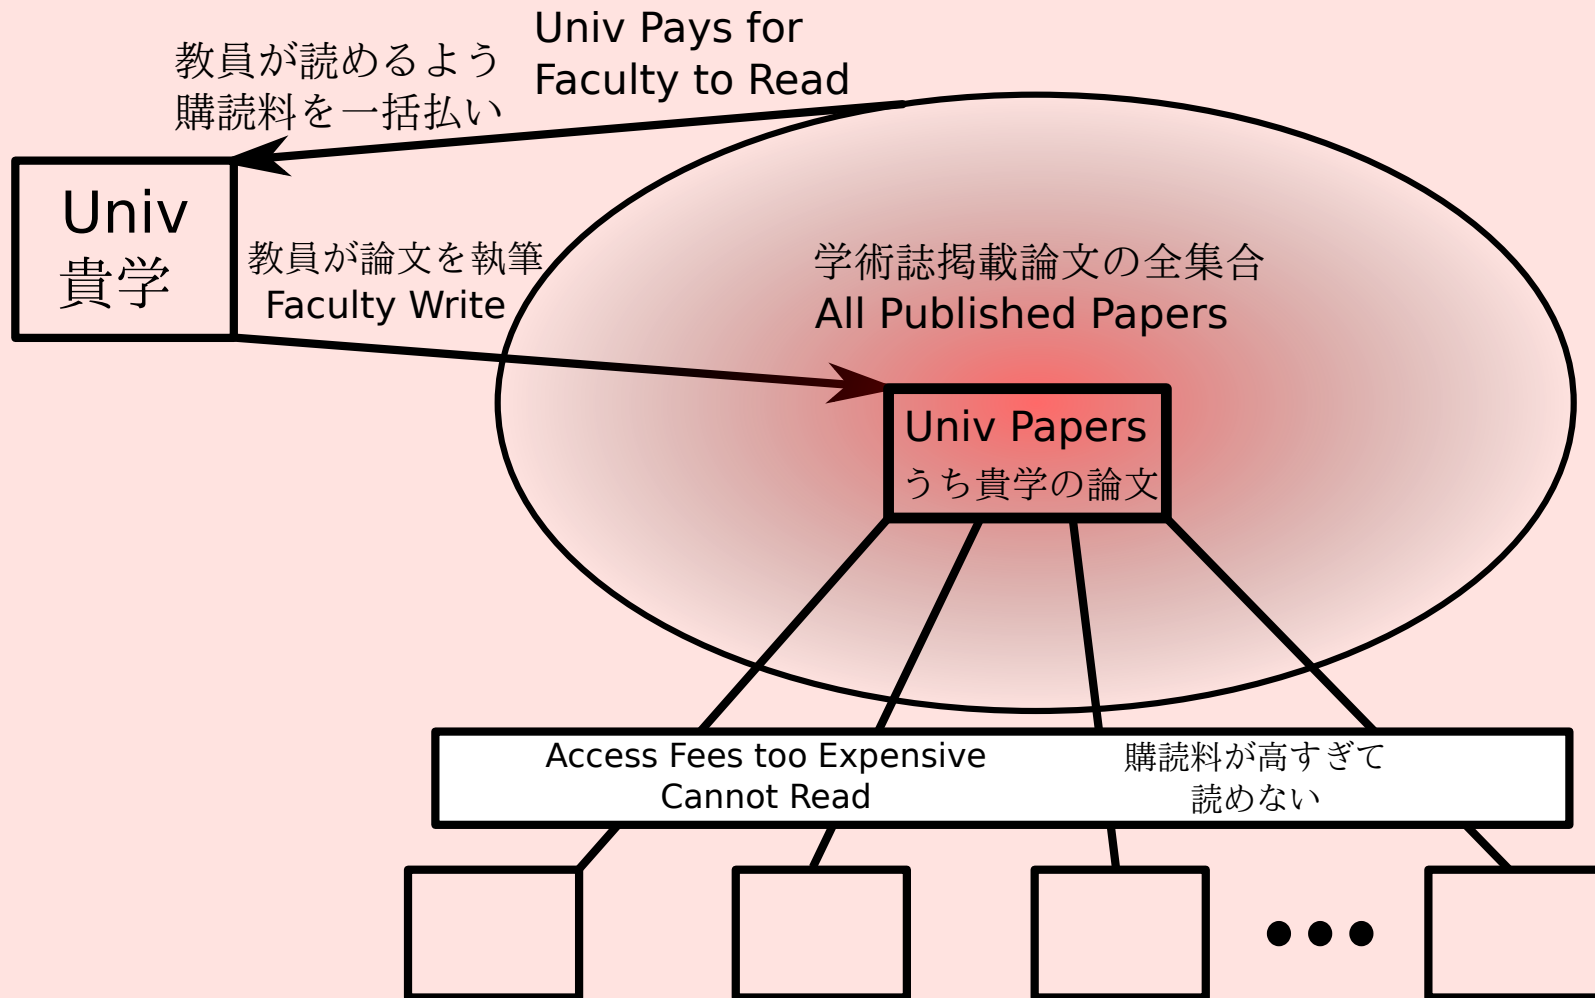 Univ Pays for
Faculty to Read
教員が読めるよう
購読料を一括払い
Univ
貴学
教員が論文を執筆
Faculty Write
学術誌掲載論文の全集合
All Published Papers
Univ Papers
うち貴学の論文
Access Fees too Expensive
Cannot Read
購読料が高すぎて
読めない